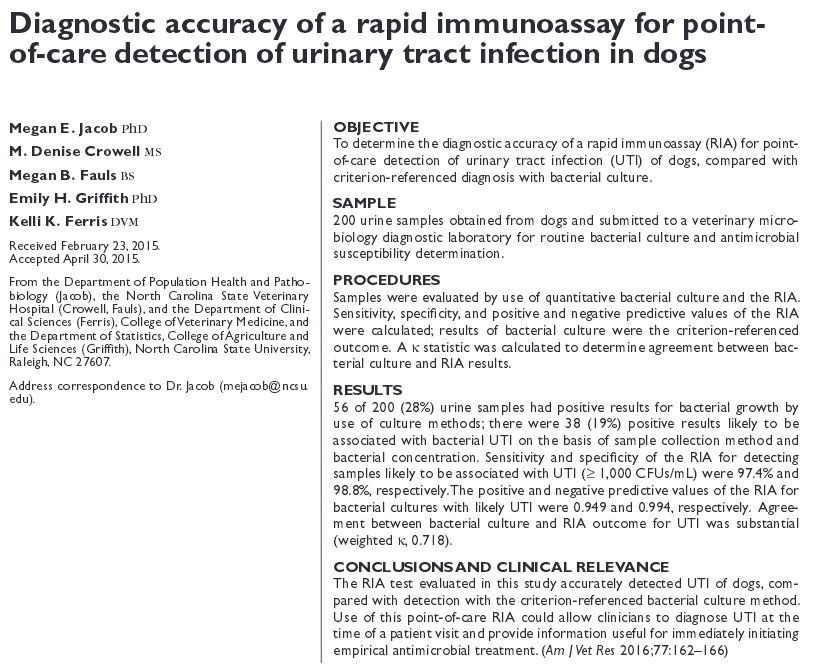 Diagnostic accuracy of a rapid immunoassay for point-
of-care detection of urinary tract infection in dogs
Megan E. Jacob PhD
M. Denise Crowell MS
Megan B. Fauls BS
Emily H. Griffith PhD
Kelli K. Ferris DVM
Received February 23, 2015.
Accepted April 30, 2015.
From the Department of Population Health and Patho-
biology (Jacob), the North Carolina State Veterinary
Hospital (Crowell, Fauls), and the Department of Clini-
cal Sciences (Ferris), College of Veterinary Medicine, and
the Department of Statistics, College of Agriculture and
Life Sciences (Griffith), North Carolina State University,
Raleigh, NC 27607.
Address correspondence to Dr. Jacob (mejacob@ncsu.
edu).
OBJECTIVE
To determine the diagnostic accuracy of a rapid immunoassay (RIA) for point-
of-care detection of urinary tract infection (UTI) of dogs, compared with
criterion-referenced diagnosis with bacterial culture.
SAMPLE
200 urine samples obtained from dogs and submitted to a veterinary micro-
biology diagnostic laboratory for routine bacterial culture and antimicrobial
susceptibility determination.
PROCEDURES
Samples were evaluated by use of quantitative bacterial culture and the RIA.
Sensitivity, specificity, and positive and negative predictive values of the RIA
were calculated; results of bacterial culture were the criterion-referenced
outcome. A κ statistic was calculated to determine agreement between bac-
terial culture and RIA results.
RESULTS
56 of 200 (28%) urine samples had positive results for bacterial growth by
use of culture methods; there were 38 (19%) positive results likely to be
associated with bacterial UTI on the basis of sample collection method and
bacterial concentration. Sensitivity and specificity of the RIA for detecting
samples likely to be associated with UTI (≥ 1,000 CFUs/mL) were 97.4% and
98.8%, respectively. The positive and negative predictive values of the RIA for
bacterial cultures with likely UTI were 0.949 and 0.994, respectively. Agree-
ment between bacterial culture and RIA outcome for UTI was substantial
(weighted κ, 0.718).
CONCLUSIONS AND CLINICAL RELEVANCE
The RIA test evaluated in this study accurately detected UTI of dogs, com-
pared with detection with the criterion-referenced bacterial culture method.
Use of this point-of-care RIA could allow clinicians to diagnose UTI at the
time of a patient visit and provide information useful for immediately initiating
empirical antimicrobial treatment. (Am J Vet Res 2016;77:162–166)